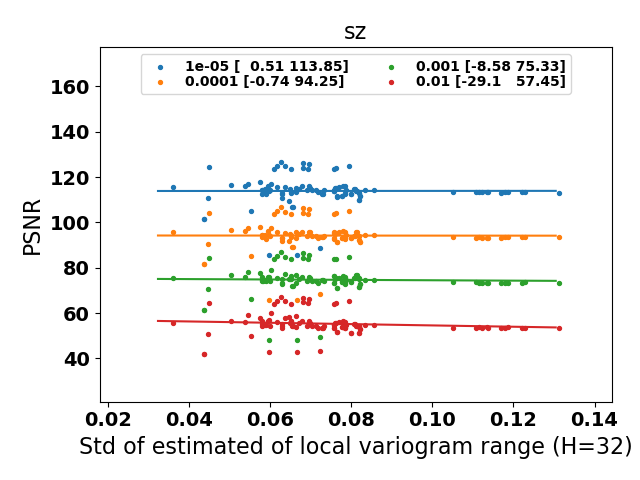 sz
1e-05 [  0.51 113.85]
0.0001 [-0.74 94.25]
0.001 [-8.58 75.33]
0.01 [-29.1   57.45]
PSNR
160
140
120
100
80
60
40
0.02 0.04 0.06 0.08 0.10 0.12 0.14
Std of estimated of local variogram range (H=32)